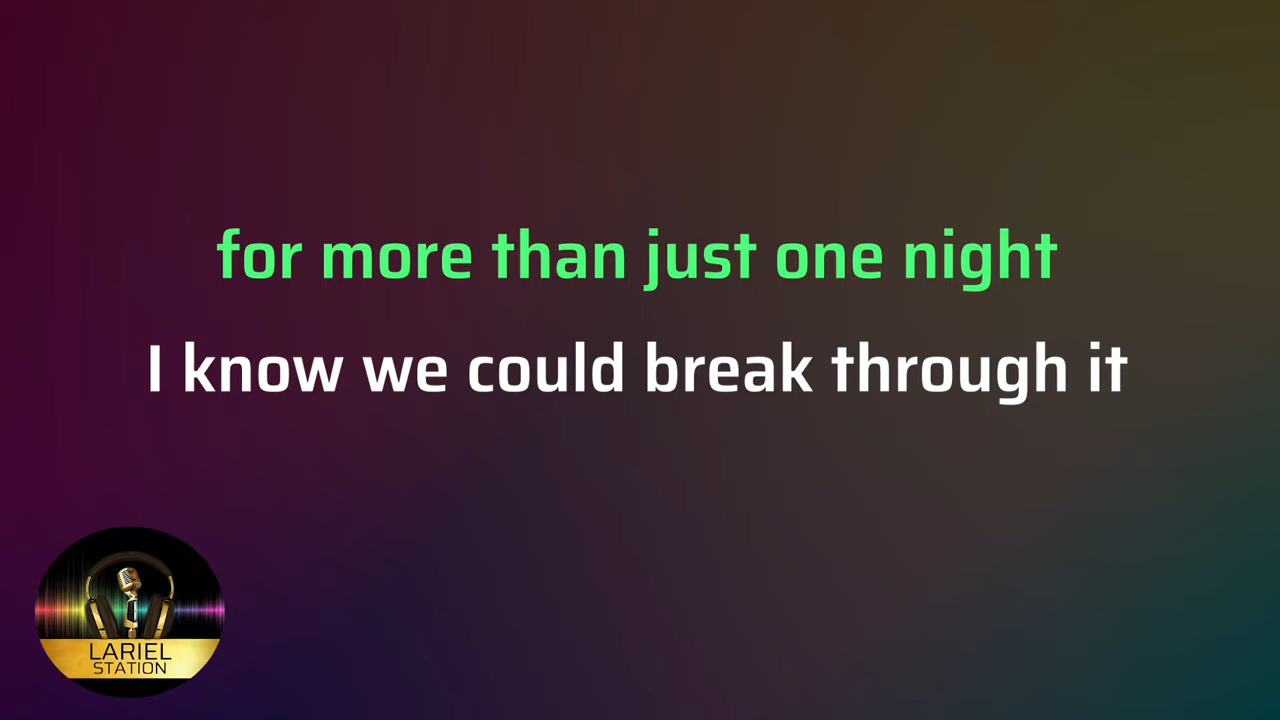 for more than just one night
I know we could break through it
LARIEL
STATION